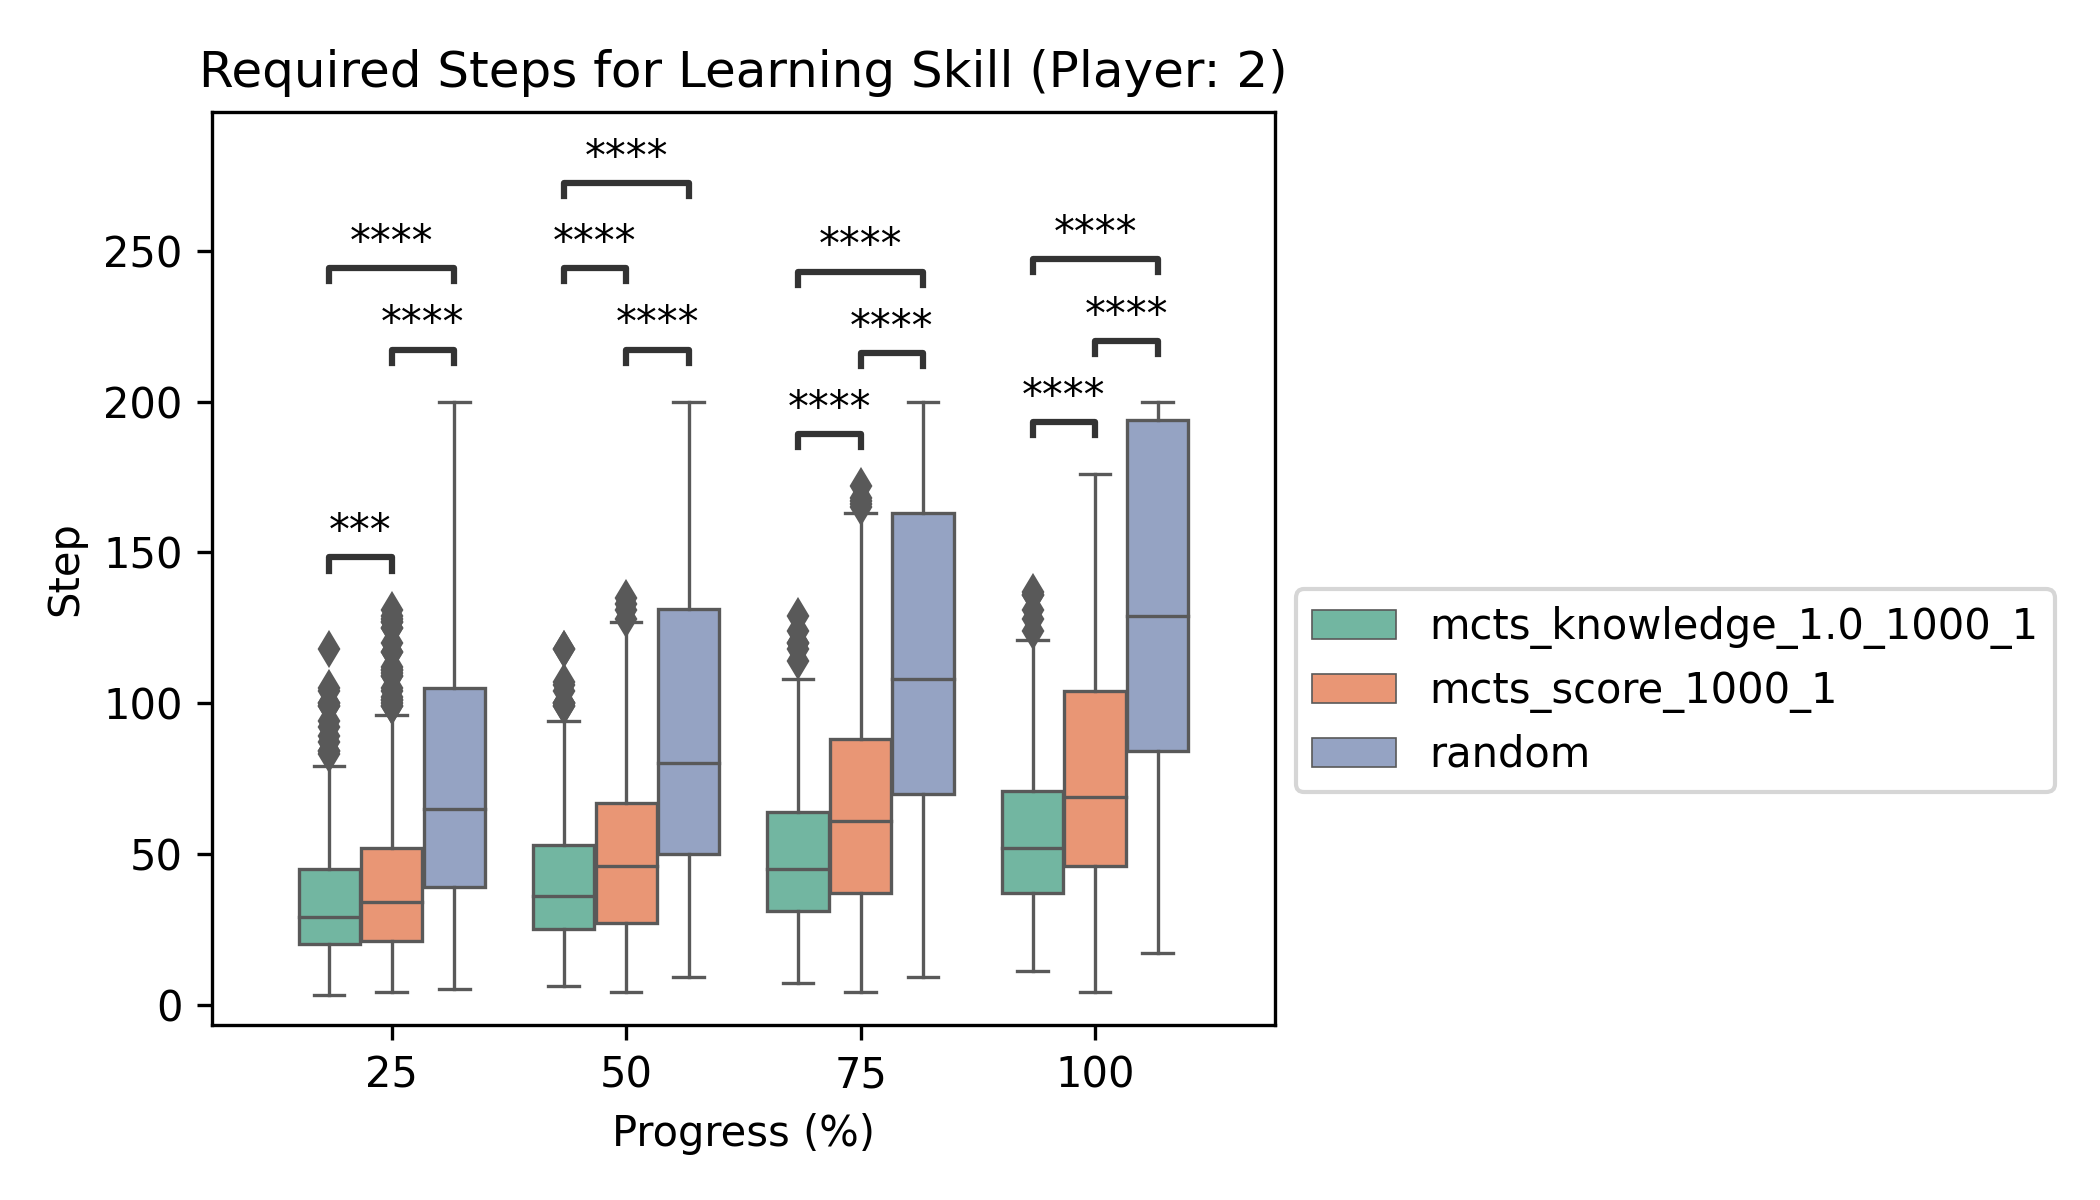 Required Steps for Learning Skill (Player: 2)
****
**** **** **** ****
**** **** **** ****
**** ****
***
250
200
150
100
50
0
Step
25 50 75 100
Progress (%)
mcts_knowledge_1.0_1000_1
mcts_score_1000_1
random